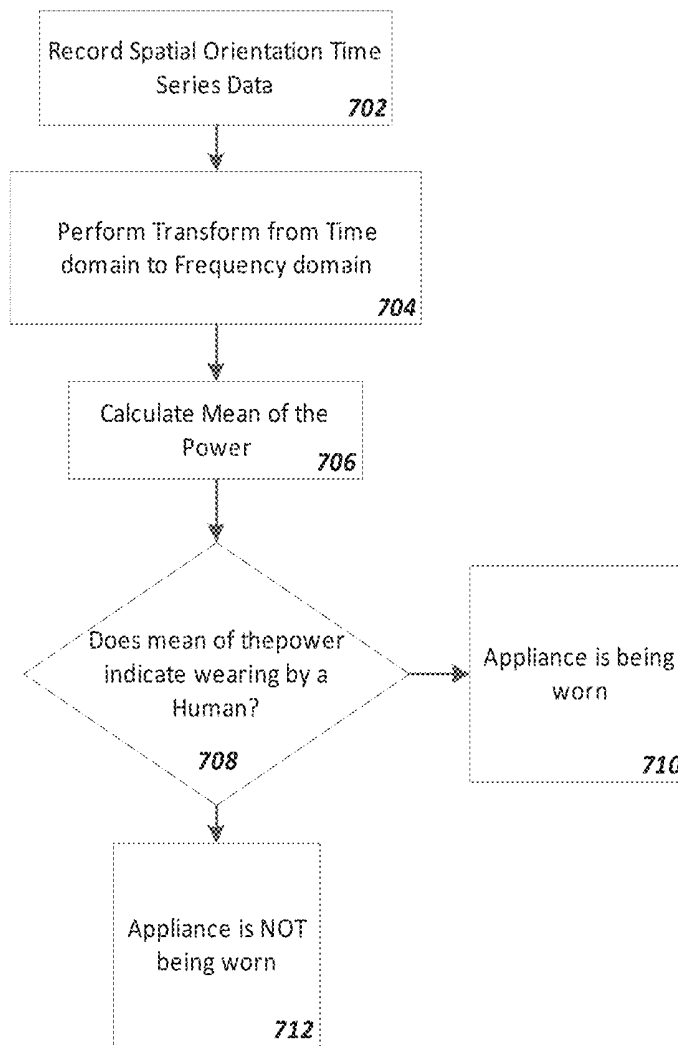 Record Spatial Orientation Time
Series Data
702
Perform Transform from Time
domain to Frequency domain
704
Calculate Mean of the
Power
706
Does mean of thepower
indicate wearing by a
Human?
708
Appliance is being
worn
710
Appliance is NOT
being worn
712